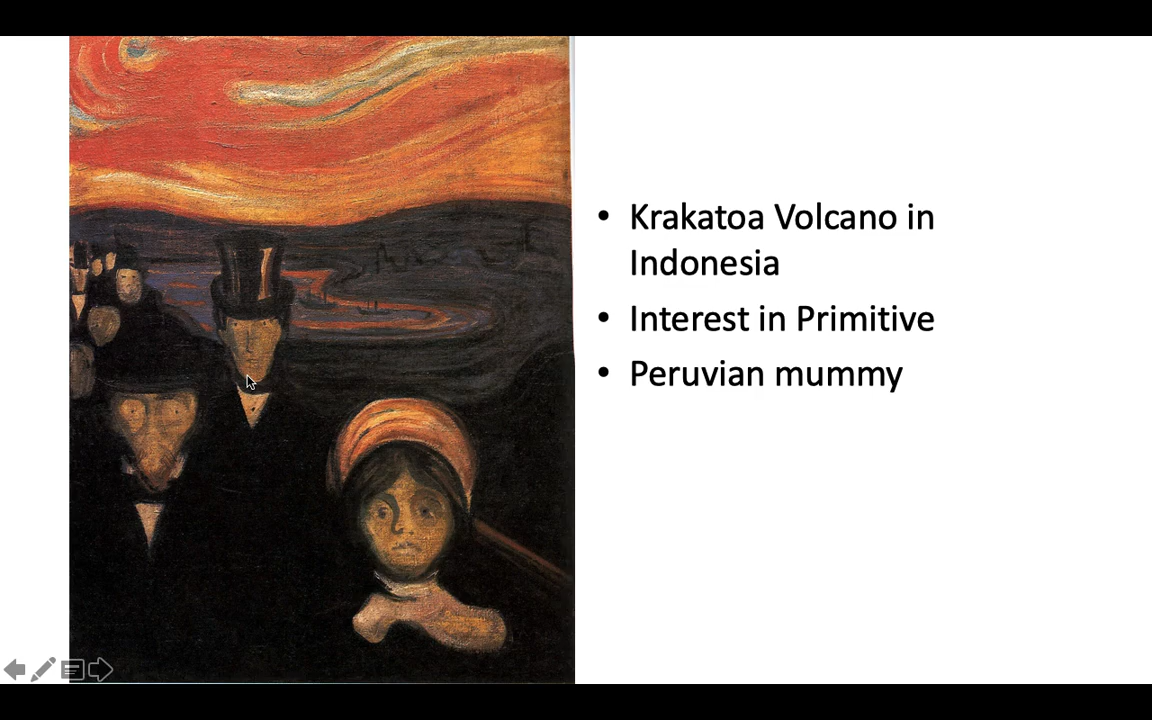 • Krakatoa Volcano in
Indonesia
• Interest in Primitive
• Peruvian mummy